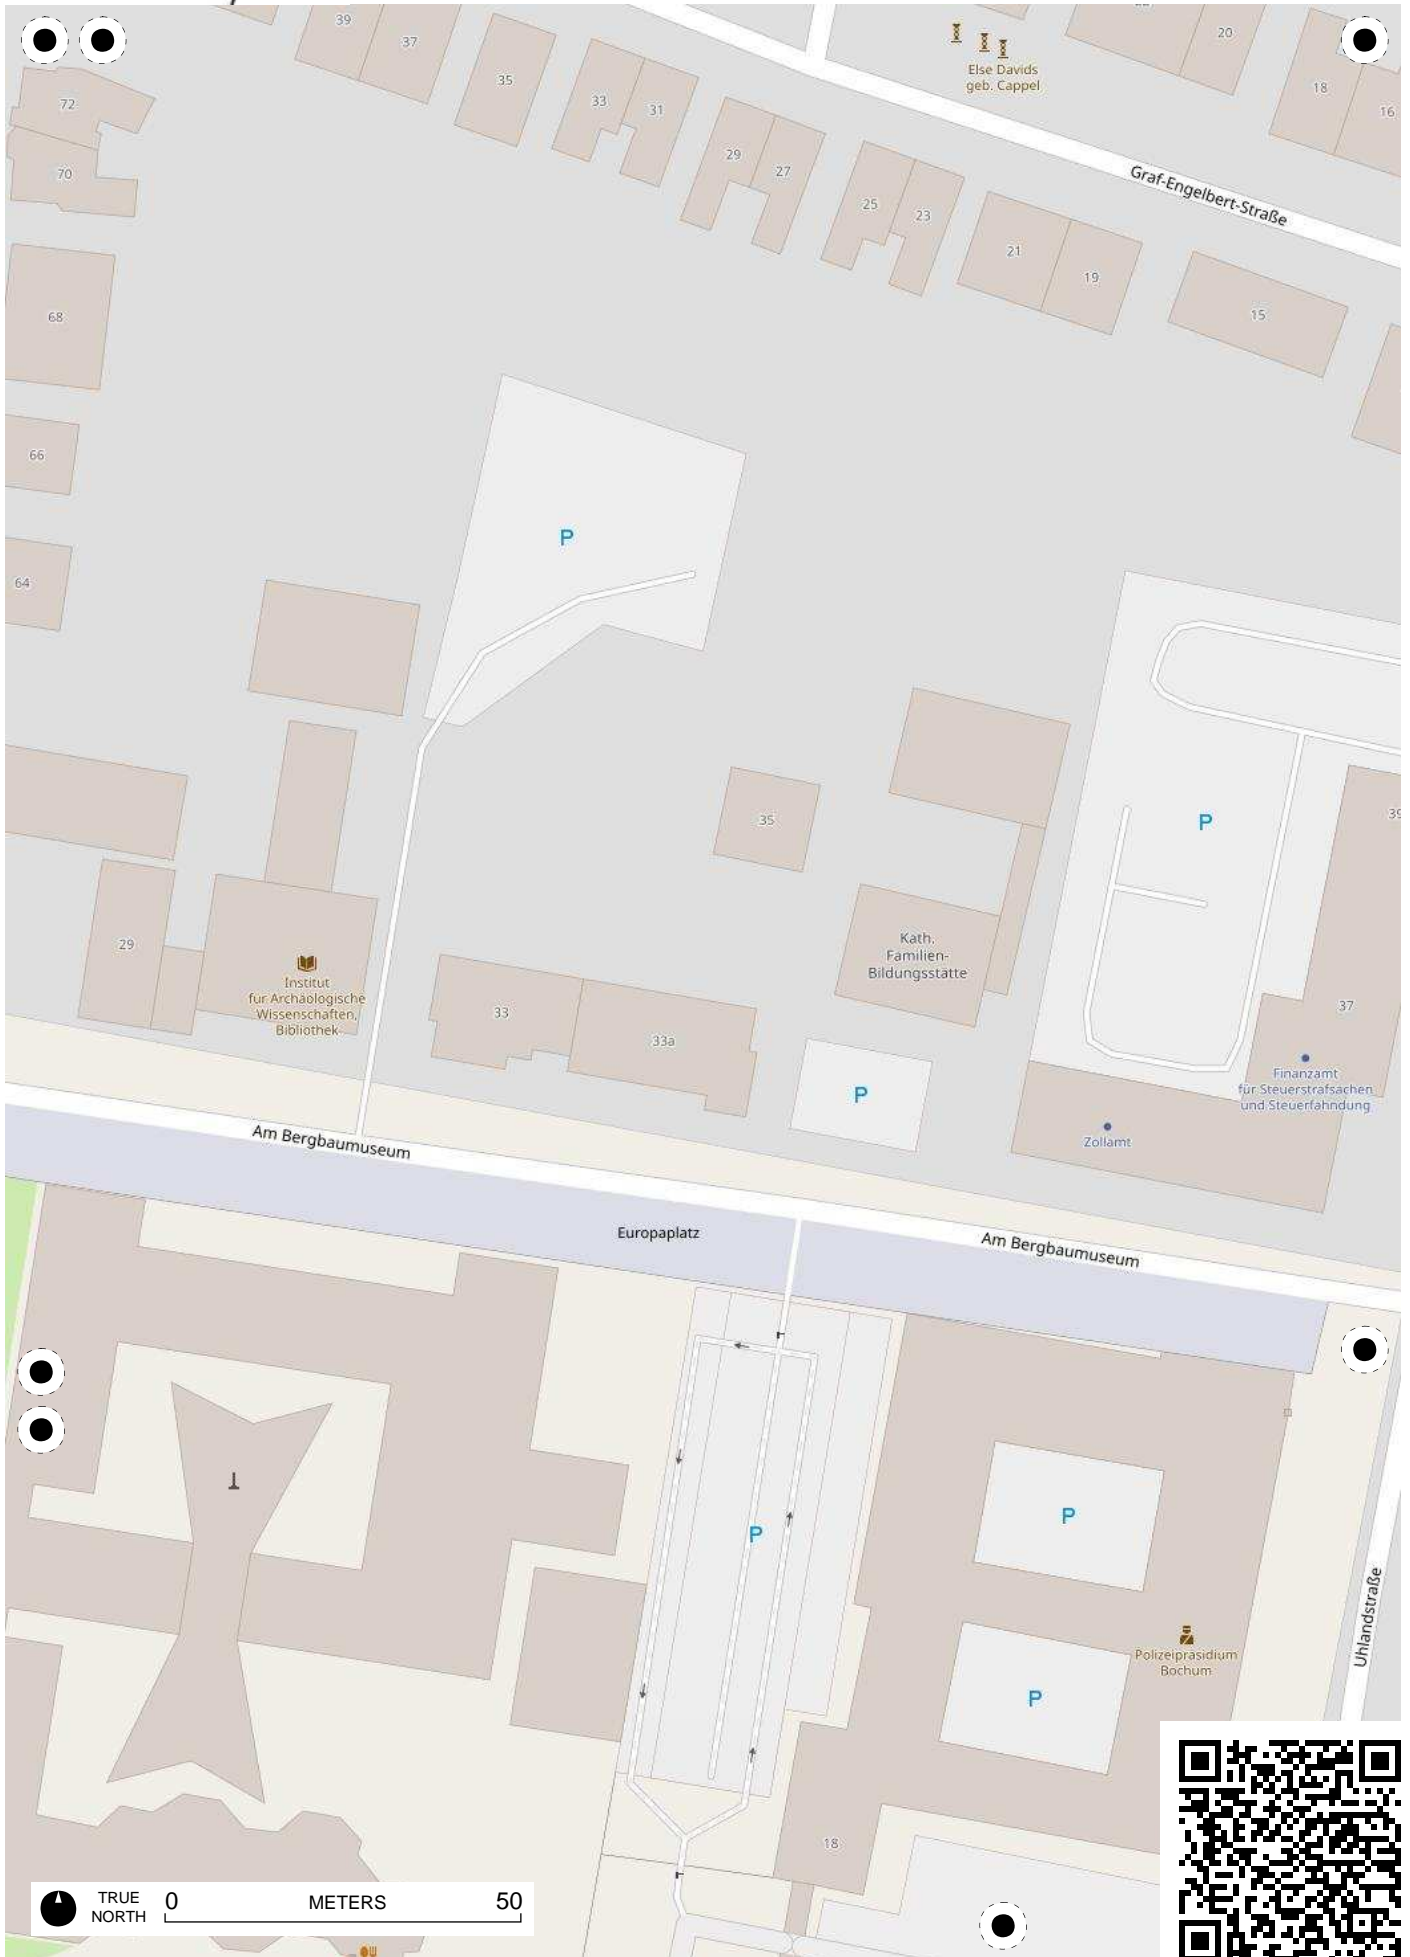 39
37
35
33
31
29
27
25
23
21
19
15
20
18
16
Else Davids
geb. Cappel
Graf-Engelbert-Straße
72
70
68
66
64
P
P
35
39
Kath.
Familien-
Bildungsstätte
29
Institut
für Archäologische
Wissenschaften,
Bibliothek
33
33a
37
P
Finanzamt
für Steuerstrafsachen
und Steuerfahndung
Zollamt
Am Bergbaumuseum
Europaplatz
Am Bergbaumuseum
P
P
P
Polizeipräsidium
Bochum
Uhlandstraße
18
TRUE
NORTH
0 METERS 50